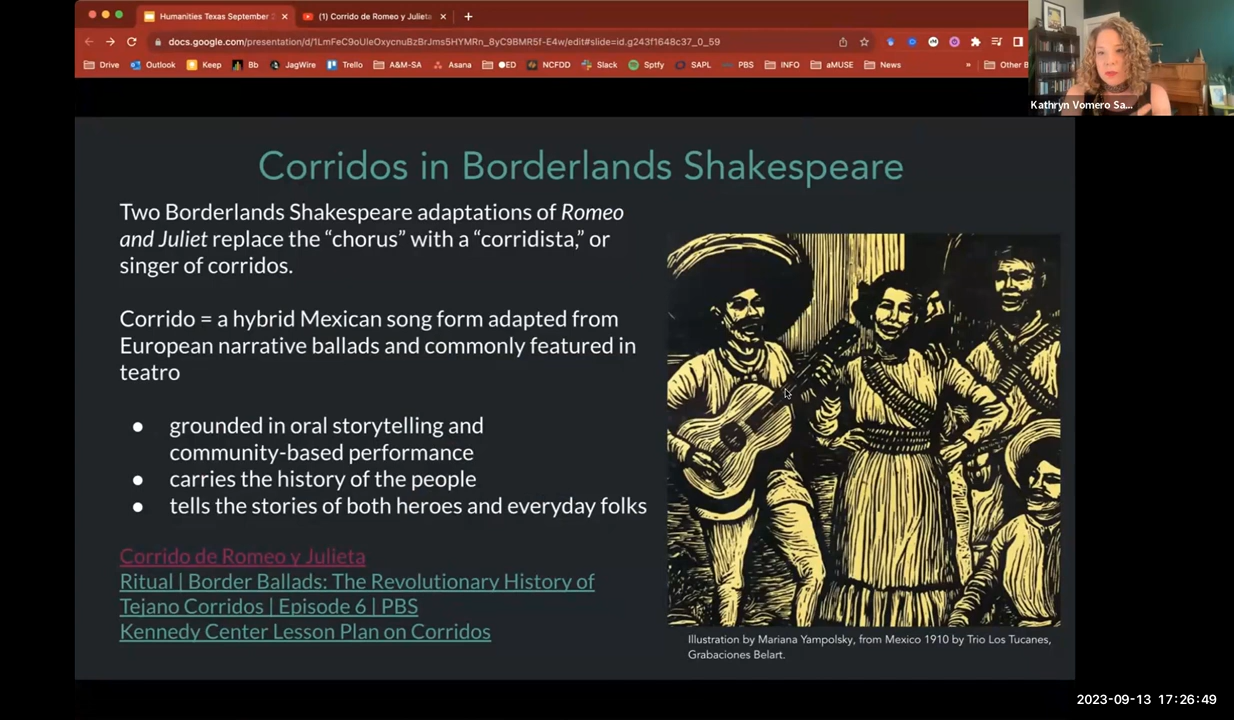 Humanities Texas September 2
(1) Corrido de Romeo y Julieta
docs.google.com/presentation/d/1LmFeC9oUleOxycnuBzBrJms5HYMRn_8yC9BMR5f-E4w/edit#slide=id.g243f1648c37_0_59
Drive Outlook Keep Bb JagWire Trello A&M-SA Asana ⬢ED NCFDD Slack Sptfy SAPL PBS INFO aMUSE News » Other B
Kathryn Vomero Sa...
Corridos in Borderlands Shakespeare
Two Borderlands Shakespeare adaptations of Romeo
and Juliet replace the “chorus” with a “corridista,” or
singer of corridos.
Corrido = a hybrid Mexican song form adapted from
European narrative ballads and commonly featured in
teatro
● grounded in oral storytelling and
community-based performance
● carries the history of the people
● tells the stories of both heroes and everyday folks
Corrido de Romeo y Julieta
Ritual | Border Ballads: The Revolutionary History of
Tejano Corridos | Episode 6 | PBS
Kennedy Center Lesson Plan on Corridos
Illustration by Mariana Yampolsky, from Mexico 1910 by Trio Los Tucanes,
Grabaciones Belart.
2023-09-13 17:26:49